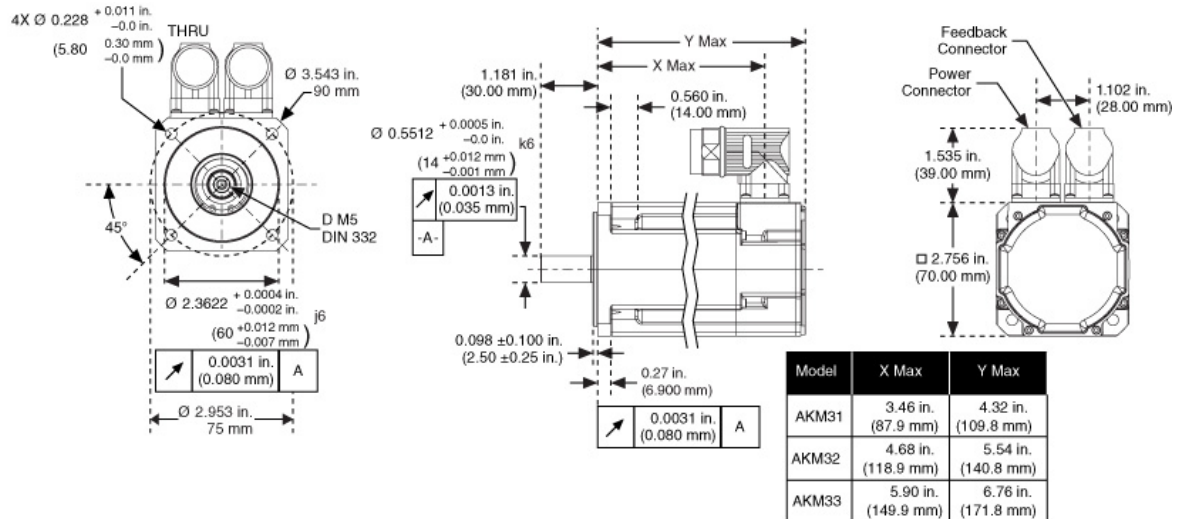 4X Ø 0.228 + 0.011 in.
–0.0 in.
THRU
(5.80 0.30 mm
–0.0 mm)
Ø 3.543 in.
90 mm
45°
D M5
DIN 332
Ø 2.3622 + 0.0004 in.
–0.0002 in.
j6
(60 +0.012 mm
–0.007 mm)
0.0031 in.
(0.080 mm)
A
Ø 2.953 in.
75 mm
Y Max
X Max
1.181 in.
(30.00 mm)
0.560 in.
(14.00 mm)
Ø 0.5512 + 0.0005 in.
–0.0 in.
k6
(14 +0.012 mm
–0.001 mm)
0.0013 in.
(0.035 mm)
-A-
0.098 ±0.100 in.
(2.50 ±0.25 in.)
0.27 in.
(6.900 mm)
0.0031 in.
(0.080 mm)
A
Feedback
Connector
Power
Connector
1.102 in.
(28.00 mm)
1.535 in.
(39.00 mm)
□ 2.756 in.
(70.00 mm)
Model X Max Y Max
AKM31 3.46 in. 4.32 in.
(87.9 mm) (109.8 mm)
AKM32 4.68 in. 5.54 in.
(118.9 mm) (140.8 mm)
AKM33 5.90 in. 6.76 in.
(149.9 mm) (171.8 mm)